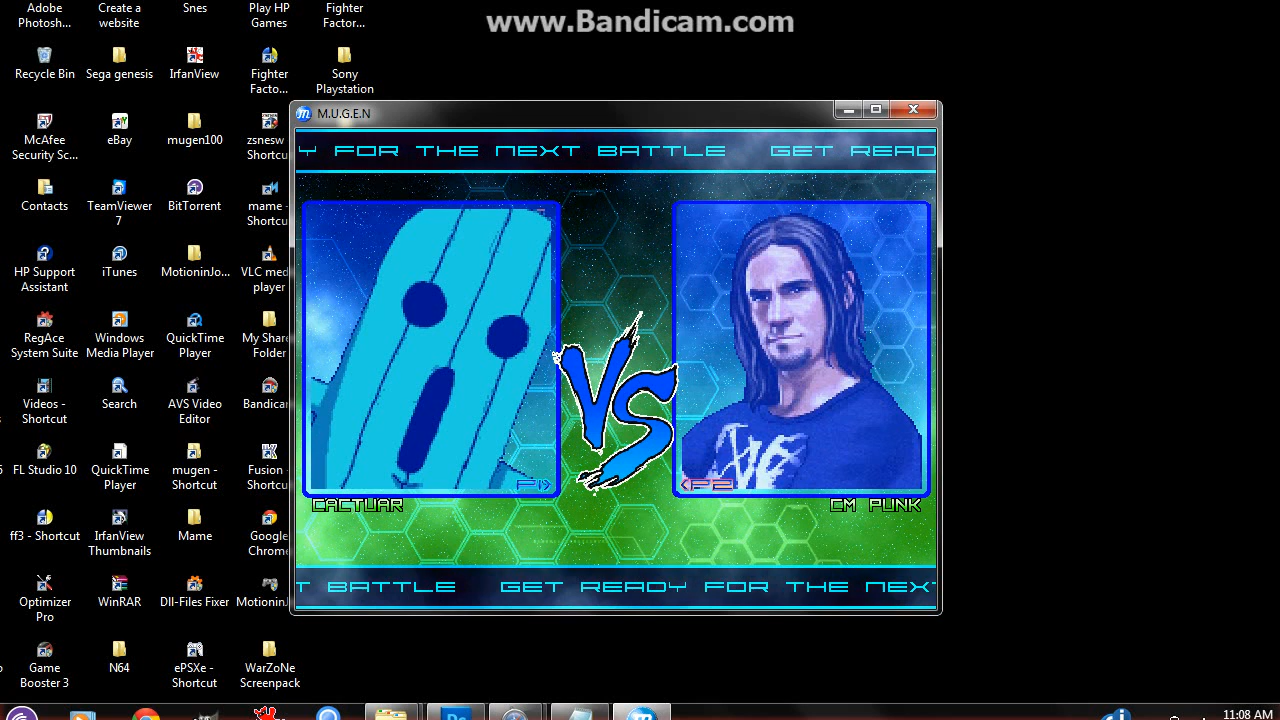 www.Bandicam.com
Adobe Photosh...
Create a website
Snes
Play HP Games
Fighter Factor...
Recycle Bin
Sega genesis
IrfanView
Fighter Facto...
Sony Playstation
McAfee Security Sc...
eBay
mugen100
zsnesw Shortcu
Contacts
TeamViewer 7
BitTorrent
mame - Shortcu
HP Support Assistant
iTunes
MotioninJo...
VLC med player
RegAce System Suite
Windows Media Player
QuickTime Player
My Share Folder
Videos - Shortcut
Search
AVS Video Editor
Bandica
FL Studio 10
QuickTime Player
mugen - Shortcut
Fusion - Shortcu
ff3 - Shortcut
IrfanView Thumbnails
Mame
Google Chrome
Optimizer Pro
WinRAR
Dll-Files Fixer
MotioninJ
Game Booster 3
N64
ePSXe - Shortcut
WarZoNe Screenpack
M.U.G.E.N
Y FOR THE NEXT BATTLE GET READ
VS
P1>
<P2
CACTUAR
CM PUNK
T BATTLE GET READY FOR THE NEXT
11:08 AM